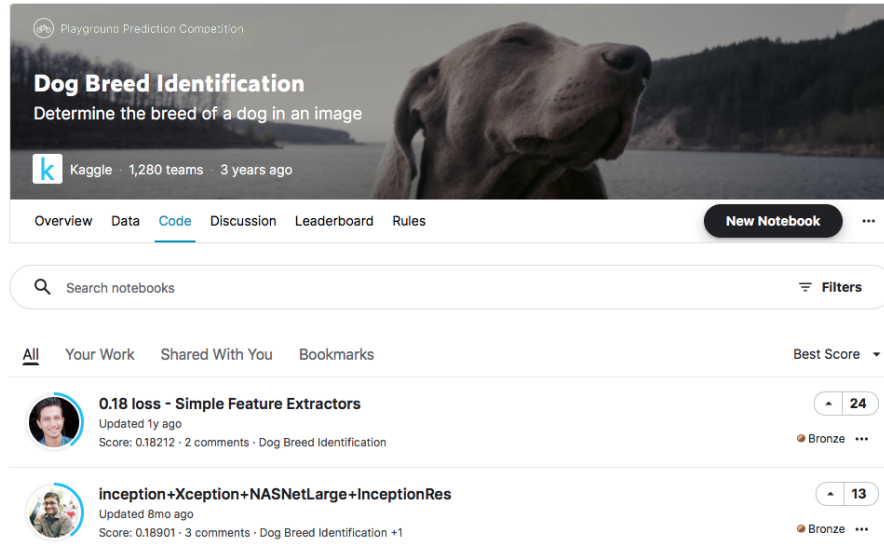 Playground Prediction Competition
Dog Breed Identification
Determine the breed of a dog in an image
k Kaggle · 1,280 teams · 3 years ago
Overview Data Code Discussion Leaderboard Rules New Notebook ···
Search notebooks Filters
All Your Work Shared With You Bookmarks Best Score
0.18 loss - Simple Feature Extractors 24
Updated 1y ago
Score: 0.18212 · 2 comments · Dog Breed Identification Bronze ···
inception+Xception+NASNetLarge+InceptionRes 13
Updated 8mo ago
Score: 0.18901 · 3 comments · Dog Breed Identification +1 Bronze ···